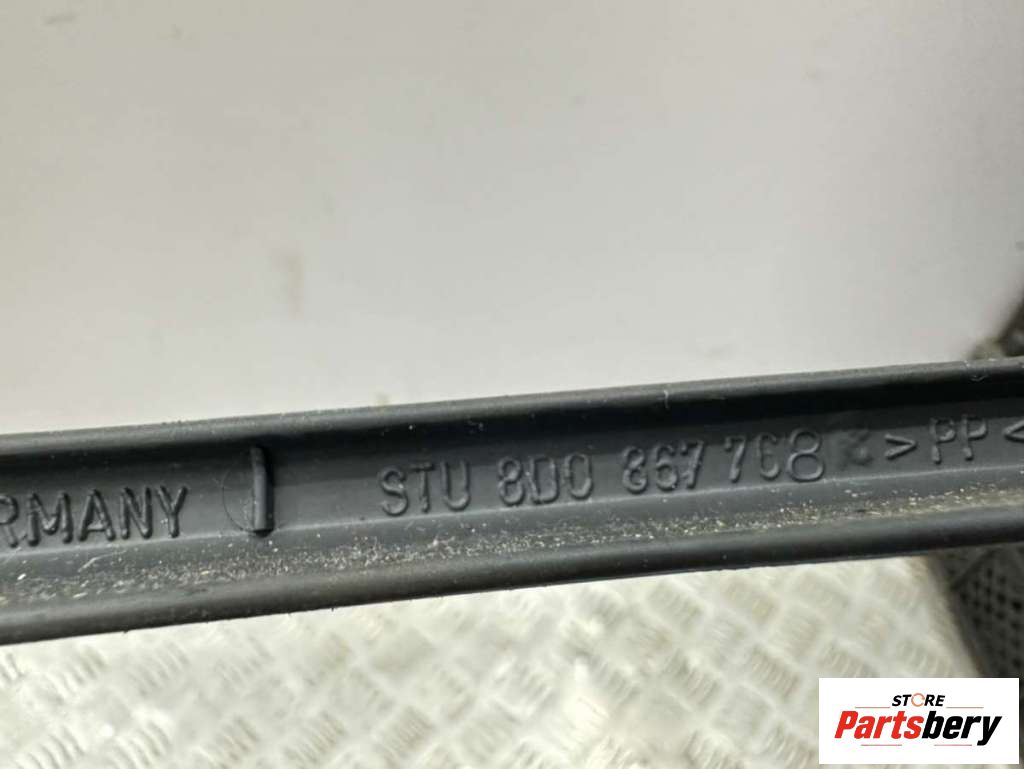 RMANY STU 8D0 867 768 >PP<
STORE
Partsbery